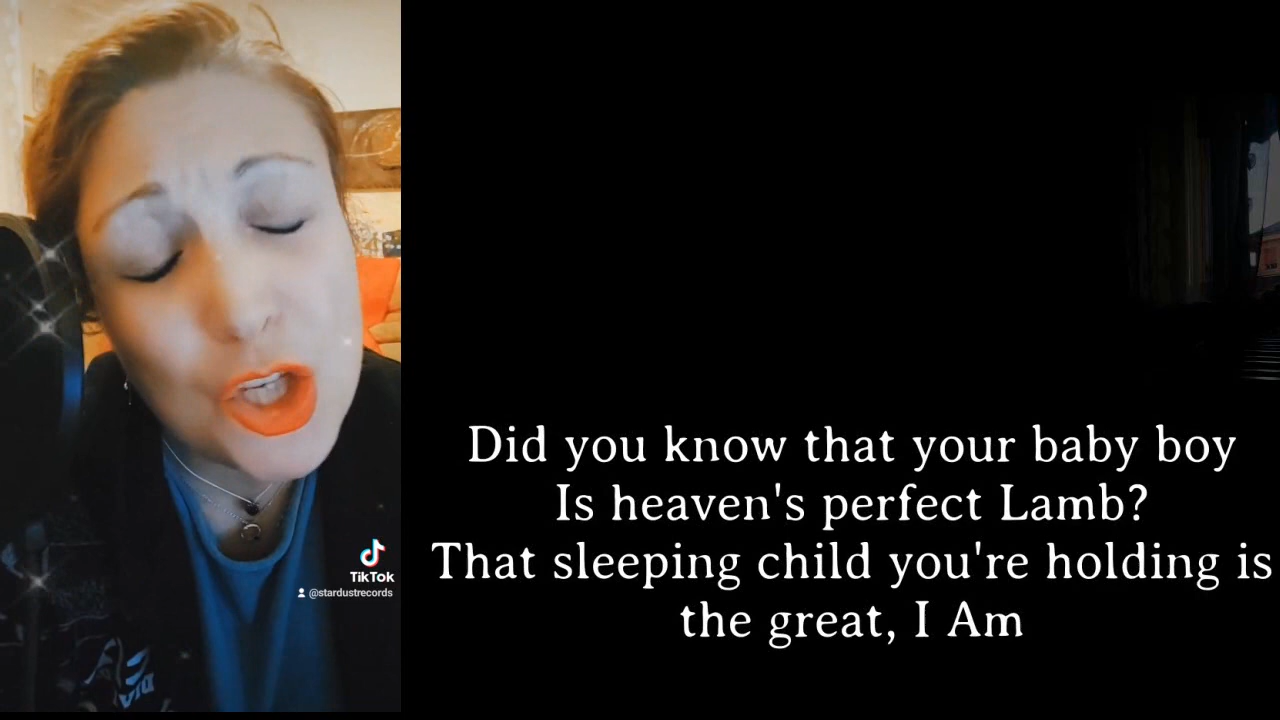 Did you know that your baby boy
Is heaven's perfect Lamb?
That sleeping child you're holding is
the great, I Am
TikTok
@stardustrecords